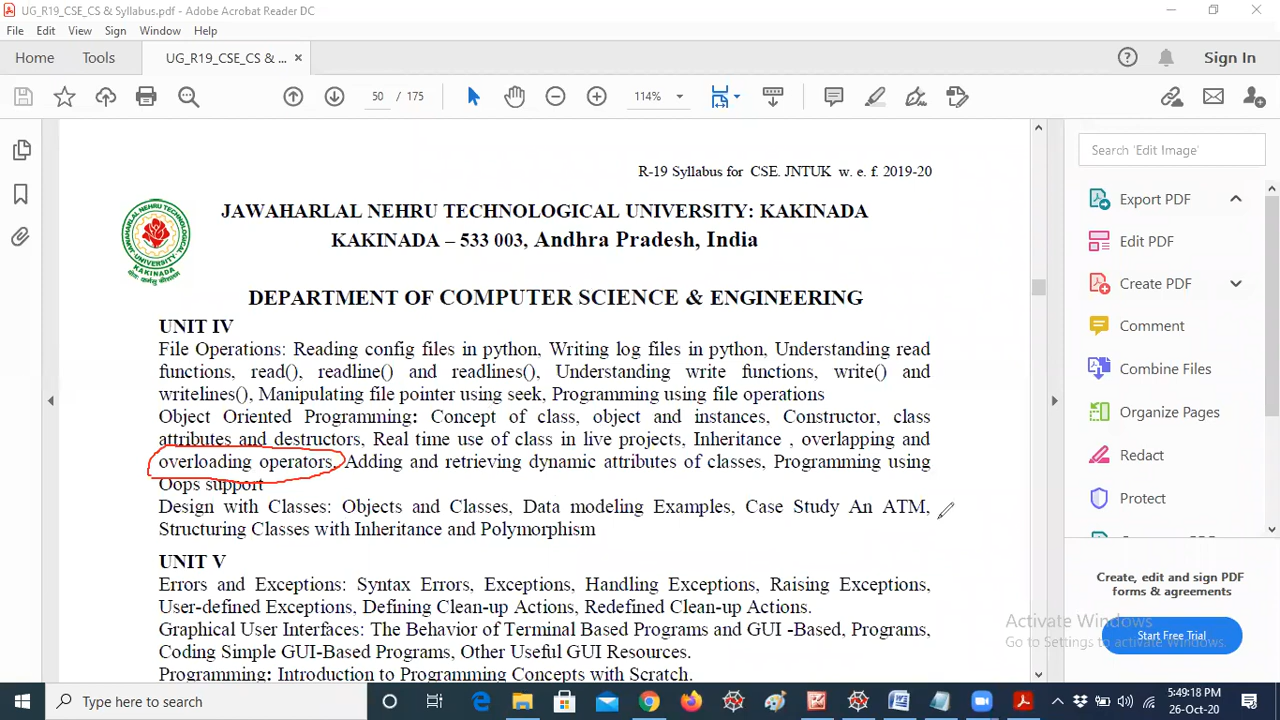 UG_R19_CSE_CS & Syllabus.pdf - Adobe Acrobat Reader DC
File Edit View Sign Window Help
Home Tools UG_R19_CSE_CS & ... × Sign In
50 / 175 114%
Search 'Edit Image'
R-19 Syllabus for CSE. JNTUK w. e. f. 2019-20
JAWAHARLAL NEHRU TECHNOLOGICAL UNIVERSITY: KAKINADA
KAKINADA – 533 003, Andhra Pradesh, India
DEPARTMENT OF COMPUTER SCIENCE & ENGINEERING
UNIT IV
File Operations: Reading config files in python, Writing log files in python, Understanding read
functions, read(), readline() and readlines(), Understanding write functions, write() and
writelines(), Manipulating file pointer using seek, Programming using file operations
Object Oriented Programming: Concept of class, object and instances, Constructor, class
attributes and destructors, Real time use of class in live projects, Inheritance , overlapping and
overloading operators, Adding and retrieving dynamic attributes of classes, Programming using
Oops support
Design with Classes: Objects and Classes, Data modeling Examples, Case Study An ATM,
Structuring Classes with Inheritance and Polymorphism
UNIT V
Errors and Exceptions: Syntax Errors, Exceptions, Handling Exceptions, Raising Exceptions,
User-defined Exceptions, Defining Clean-up Actions, Redefined Clean-up Actions.
Graphical User Interfaces: The Behavior of Terminal Based Programs and GUI -Based, Programs,
Coding Simple GUI-Based Programs, Other Useful GUI Resources.
Programming: Introduction to Programming Concepts with Scratch.
Export PDF
Edit PDF
Create PDF
Comment
Combine Files
Organize Pages
Redact
Protect
Create, edit and sign PDF
forms & agreements
Start Free Trial
Activate Windows
Go to Settings to activate Windows.
Type here to search
5:49:18 PM
26-Oct-20